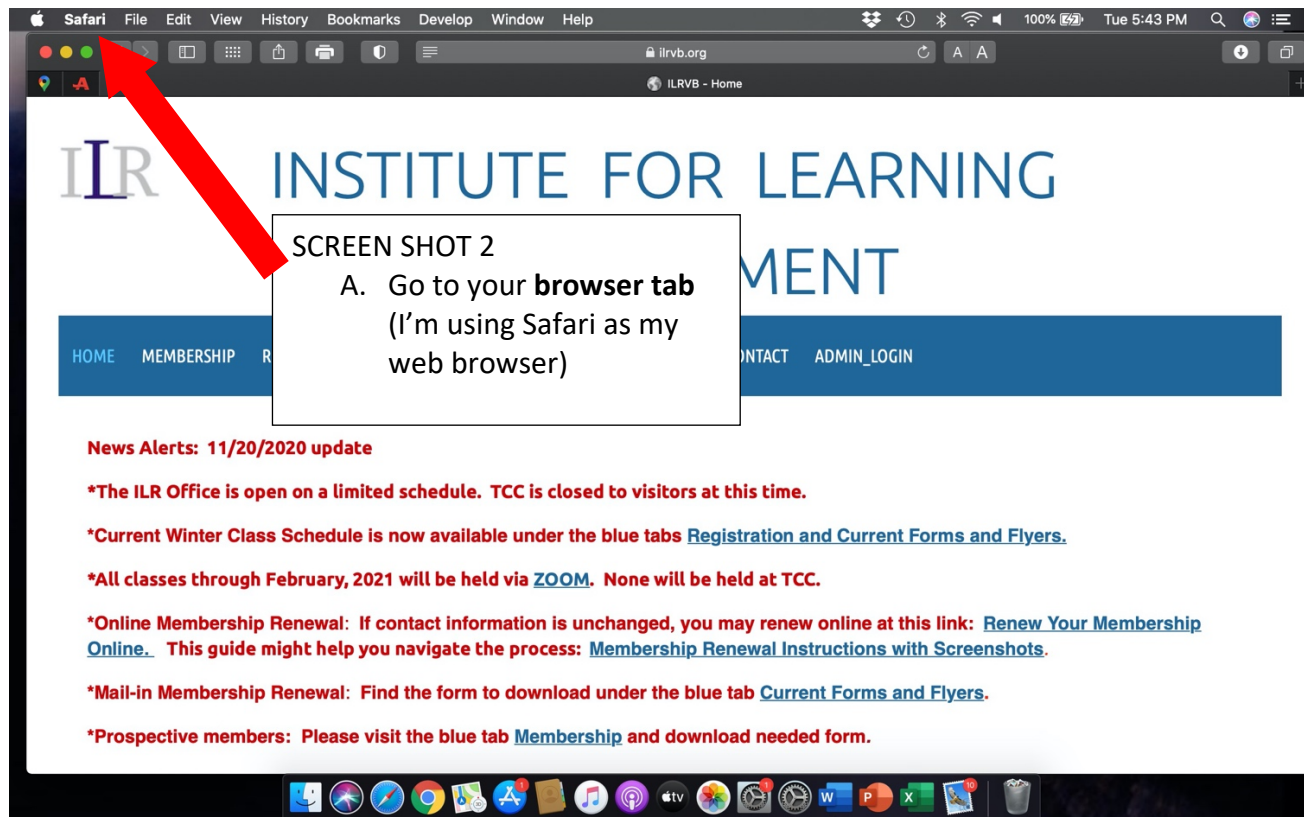 Safari File Edit View History Bookmarks Develop Window Help 100% Tue 5:43 PM
ilrvb.org A A
A ILRVB - Home
ILR INSTITUTE FOR LEARNING
MENT
SCREEN SHOT 2
A. Go to your browser tab
(I'm using Safari as my
web browser)
HOME MEMBERSHIP R ONTACT ADMIN_LOGIN
News Alerts: 11/20/2020 update
*The ILR Office is open on a limited schedule. TCC is closed to visitors at this time.
*Current Winter Class Schedule is now available under the blue tabs Registration and Current Forms and Flyers.
*All classes through February, 2021 will be held via ZOOM. None will be held at TCC.
*Online Membership Renewal: If contact information is unchanged, you may renew online at this link: Renew Your Membership
Online. This guide might help you navigate the process: Membership Renewal Instructions with Screenshots.
*Mail-in Membership Renewal: Find the form to download under the blue tab Current Forms and Flyers.
*Prospective members: Please visit the blue tab Membership and download needed form.
1 tv 1 W P X 10